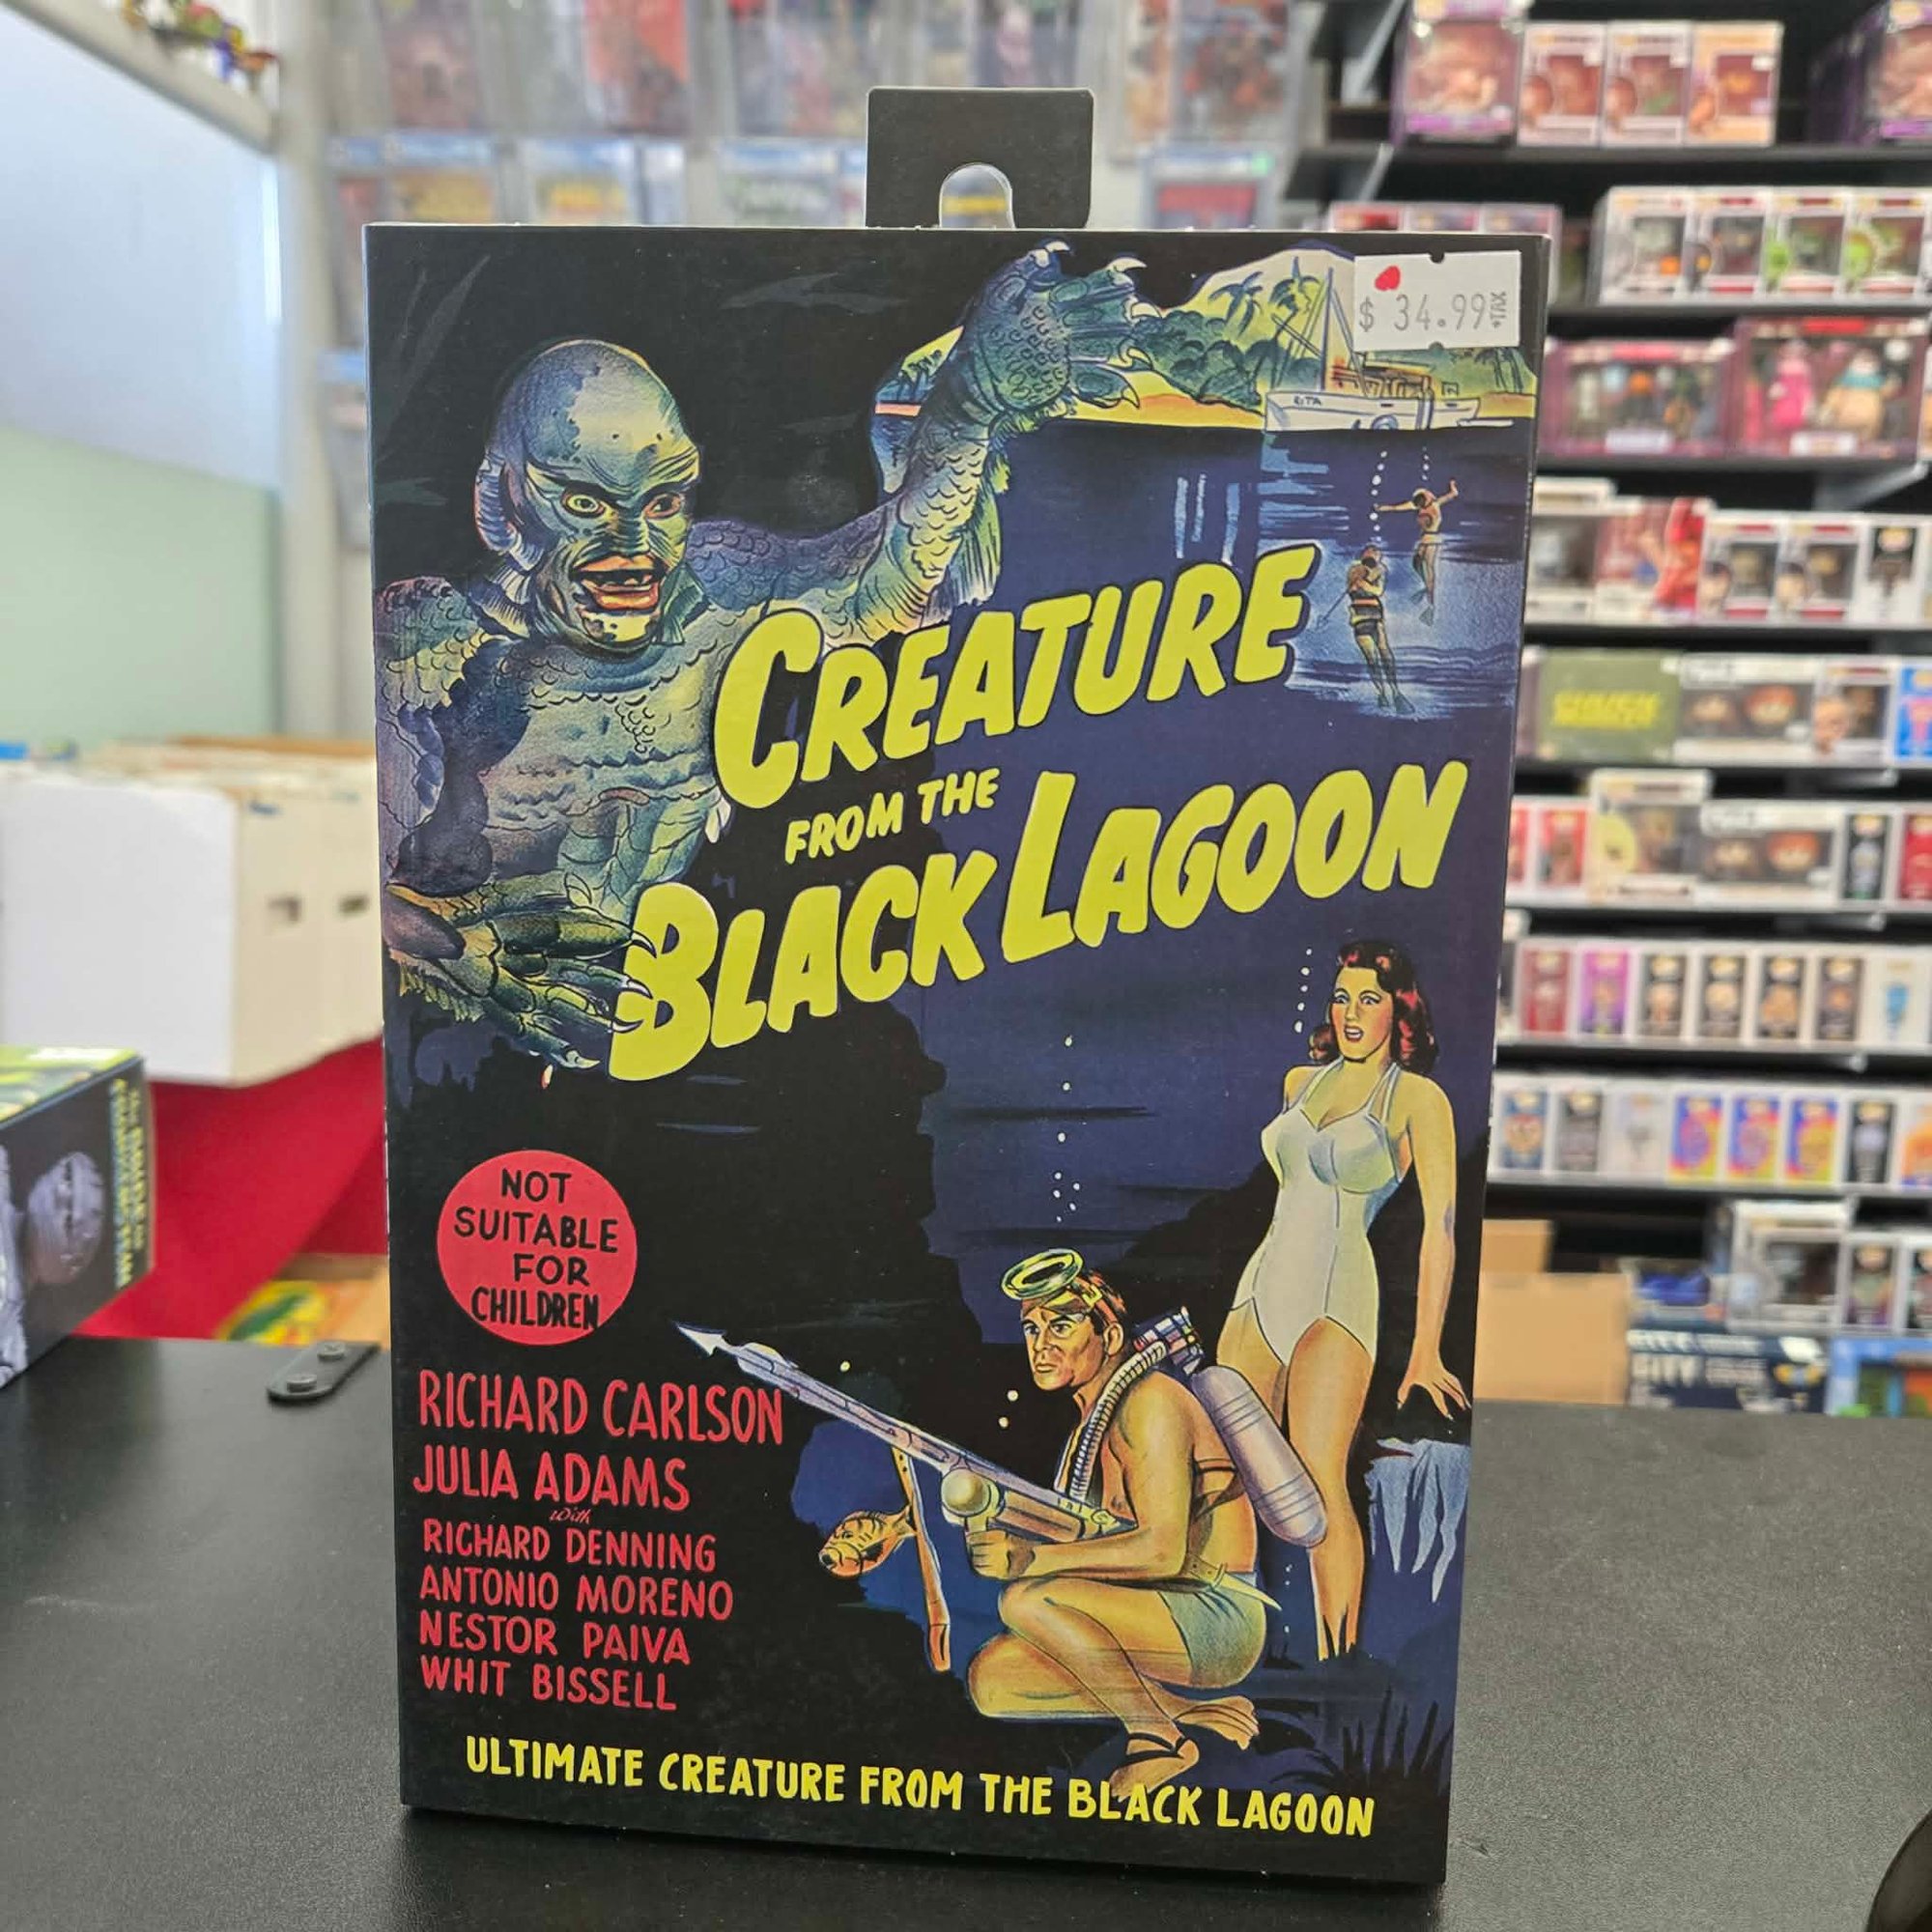 $ 34.99 +TAX
RITA
CREATURE
FROM THE
BLACK LAGOON
NOT
SUITABLE
FOR
CHILDREN
RICHARD CARLSON
JULIA ADAMS
with
RICHARD DENNING
ANTONIO MORENO
NESTOR PAIVA
WHIT BISSELL
ULTIMATE CREATURE FROM THE BLACK LAGOON